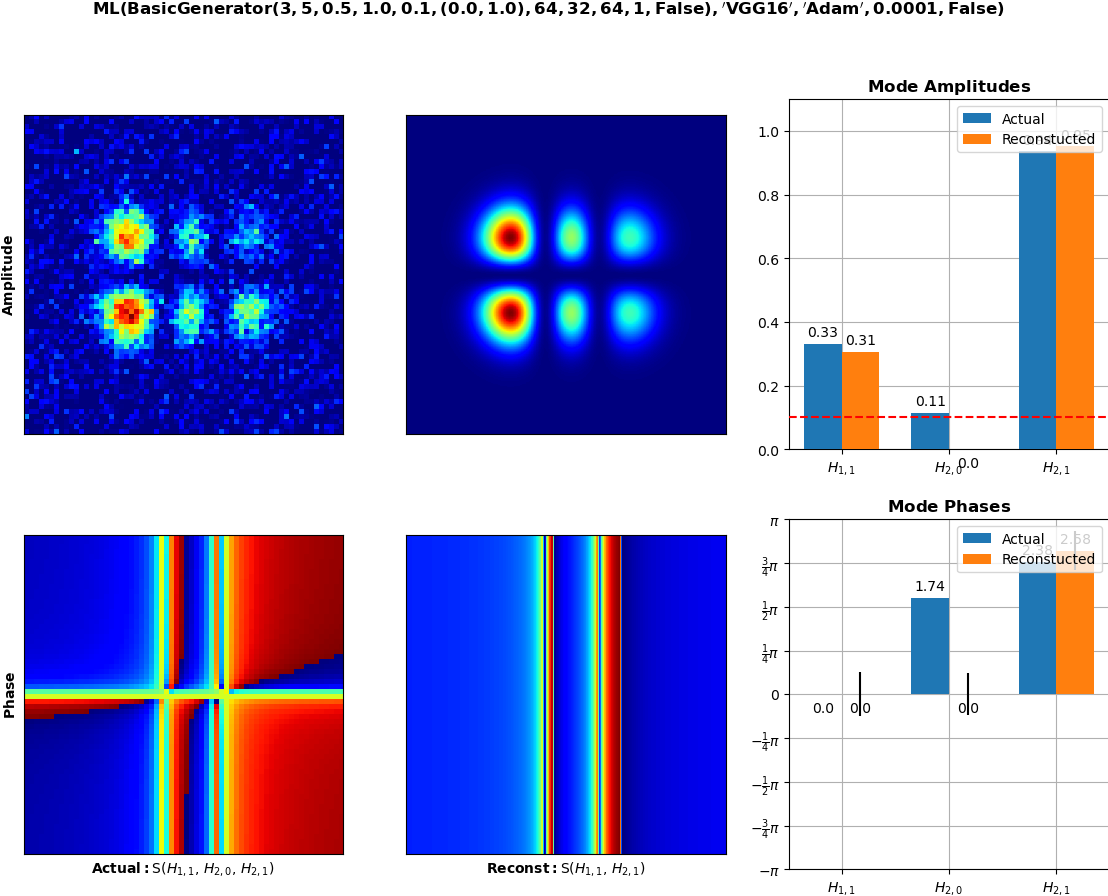 ML(BasicGenerator(3, 5, 0.5, 1.0, 0.1, (0.0, 1.0), 64, 32, 64, 1, False), 'VGG16', 'Adam', 0.0001, False)
Amplitude
Mode Amplitudes
Actual
Reconstucted
1.0
0.8
0.6
0.4
0.2
0.0
0.33
0.31
0.11
0.0
0.95
H1,1
H2,0
H2,1
Phase
Actual: S(H1,1, H2,0, H2,1)
Reconst: S(H1,1, H2,1)
Mode Phases
Actual
Reconstucted
π
3/4π
1/2π
1/4π
0
−1/4π
−1/2π
−3/4π
−π
0.0
0.0
1.74
0.0
2.38
2.58
H1,1
H2,0
H2,1